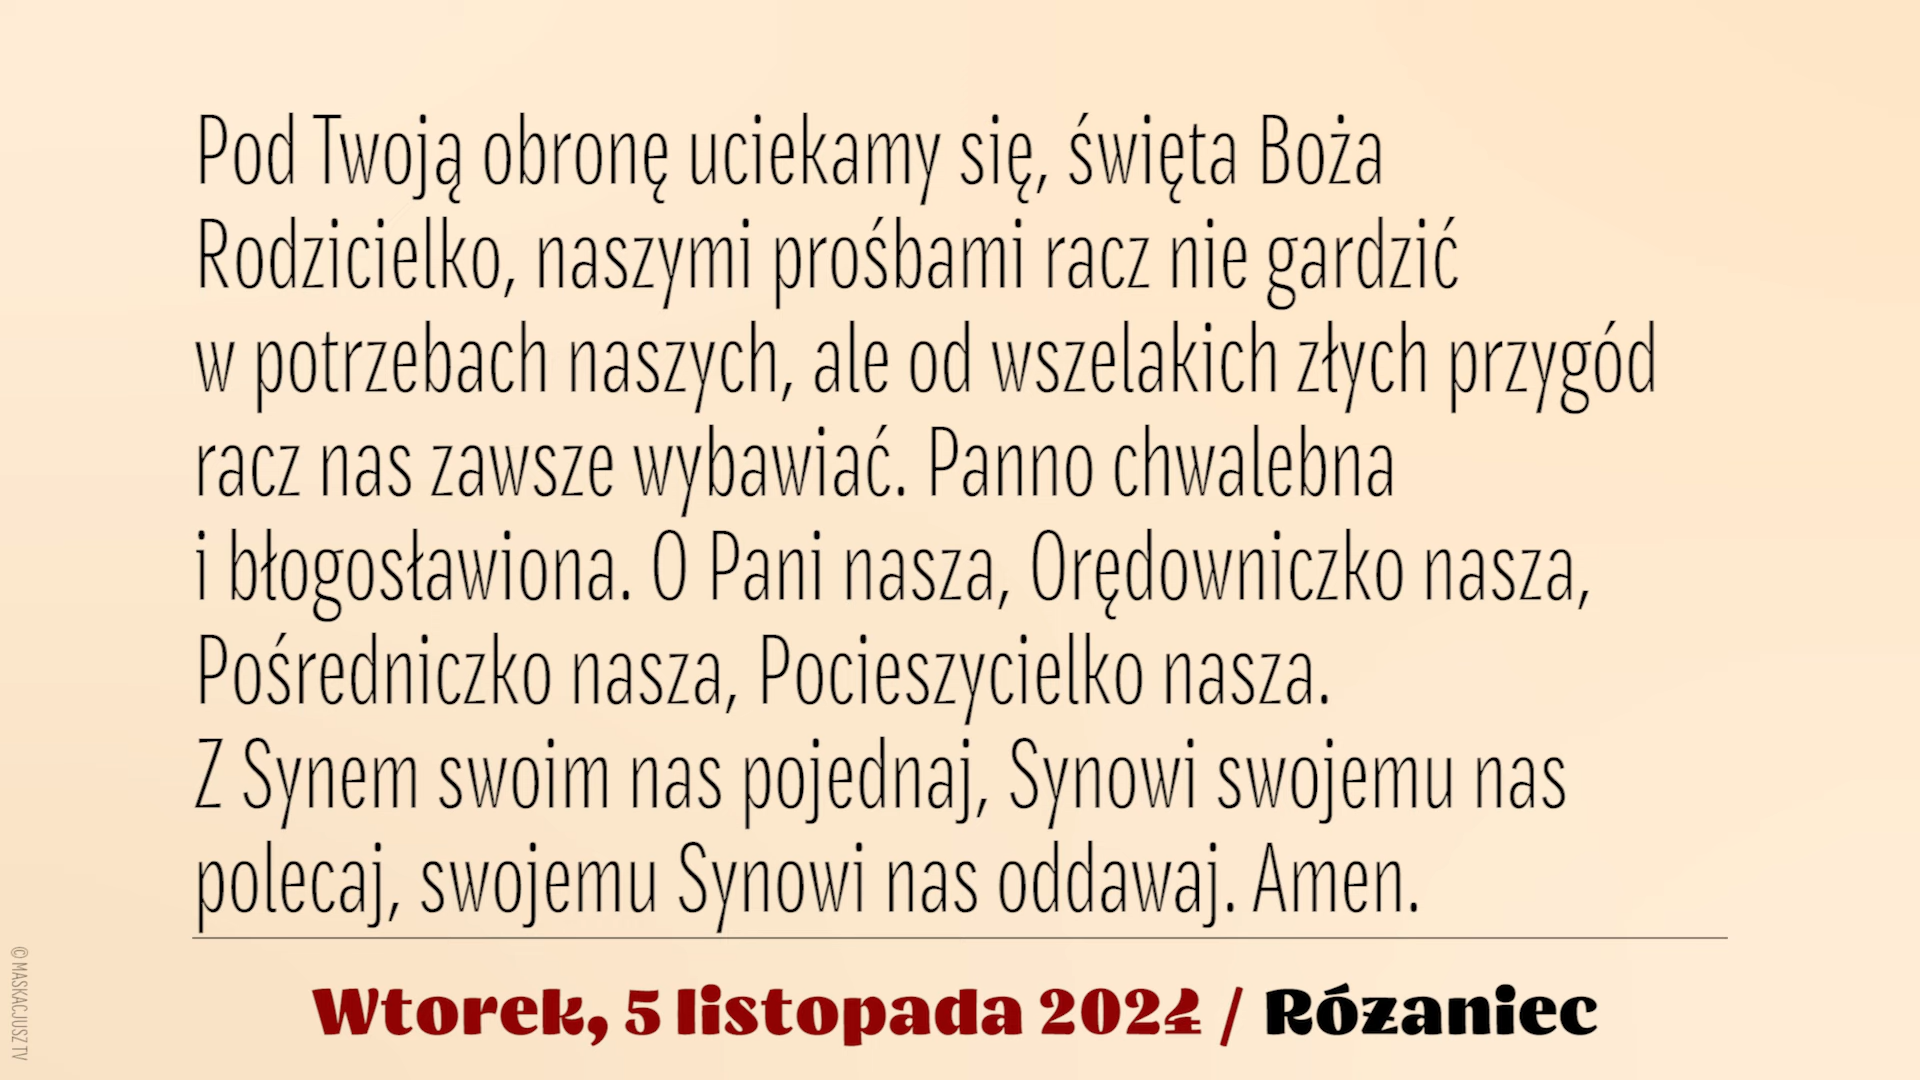 Pod Twoją obronę uciekamy się, święta Boża
Rodzicielko, naszymi prośbami racz nie gardzić
w potrzebach naszych, ale od wszelakich złych przygód
racz nas zawsze wybawiać. Panno chwalebna
i błogosławiona. O Pani nasza, Orędowniczko nasza,
Pośredniczko nasza, Pocieszycielko nasza.
Z Synem swoim nas pojednaj, Synowi swojemu nas
polecaj, swojemu Synowi nas oddawaj. Amen.
Wtorek, 5 listopada 2024 / Różaniec
© MASKACJUSZ TV